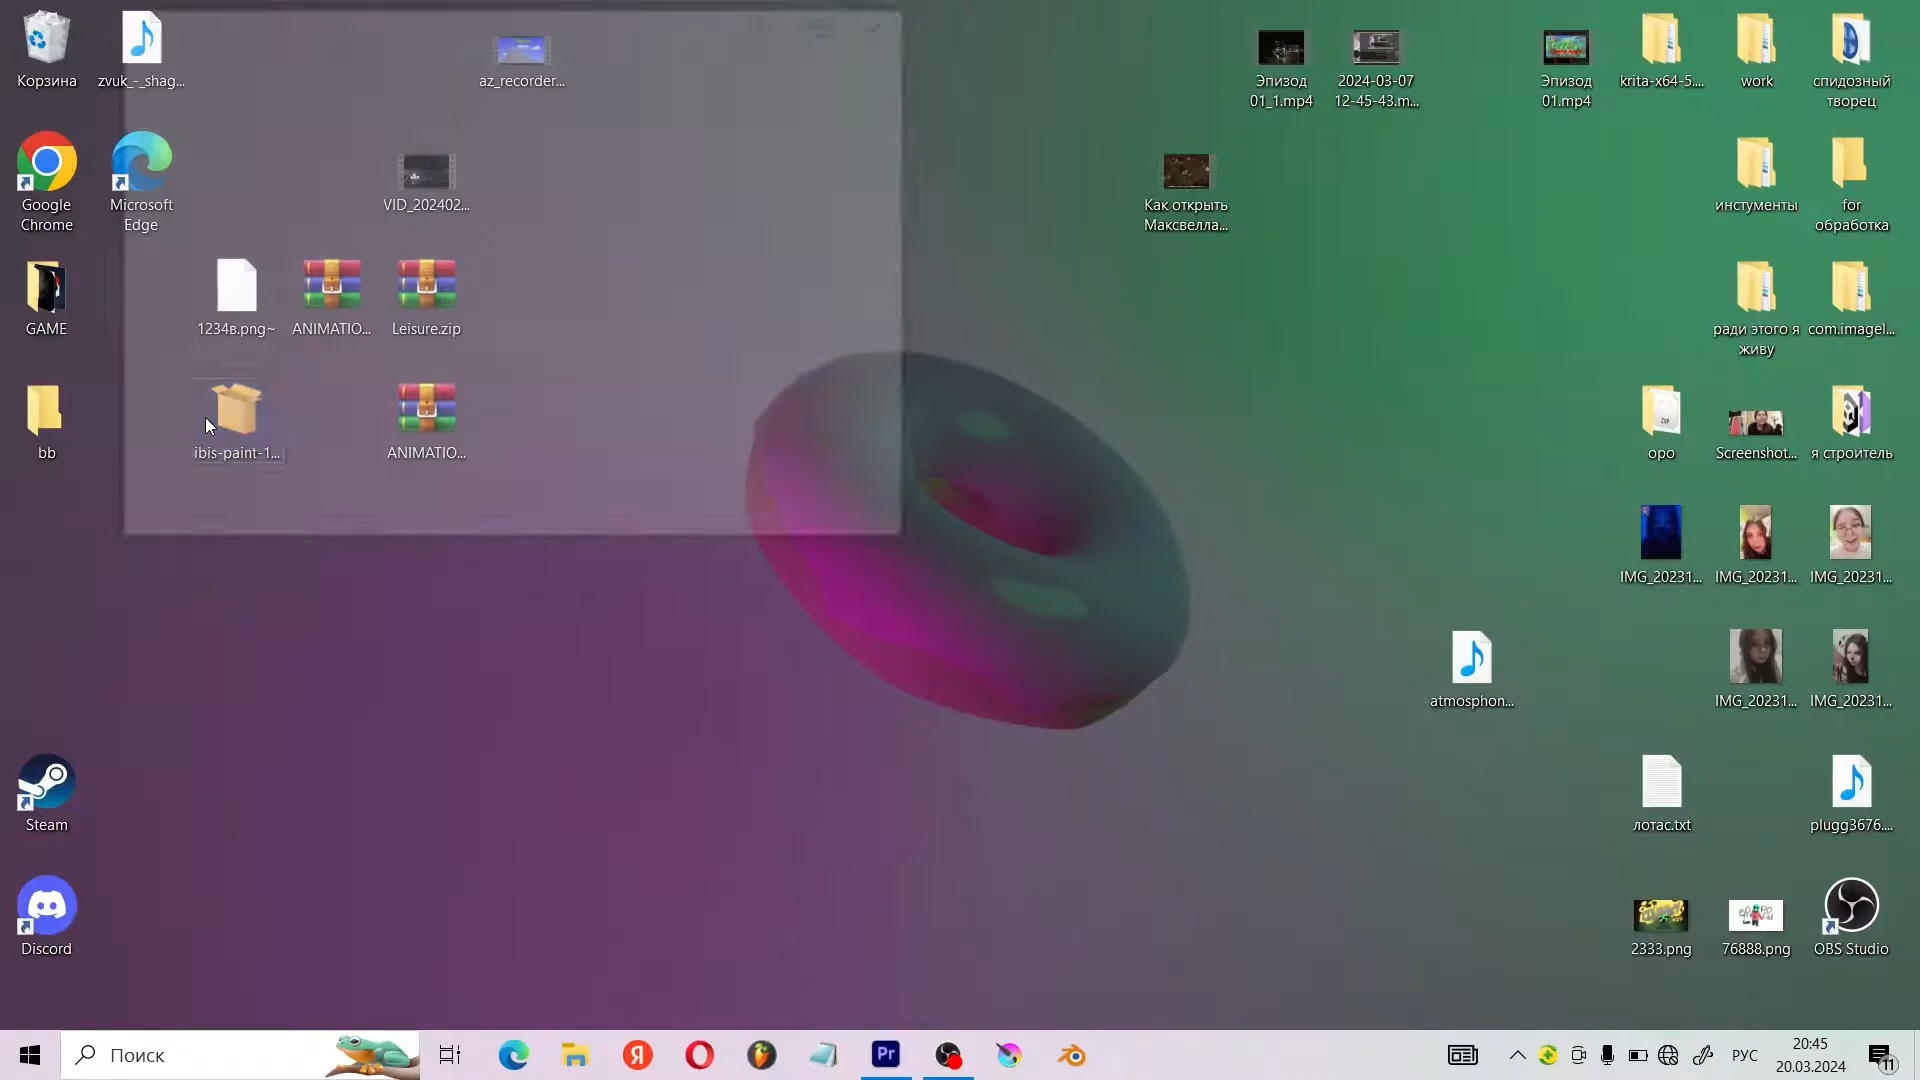 Корзина
zvuk_-_shag...
az_recorder...
Эпизод
01_1.mp4
2024-03-07
12-45-43.m...
Эпизод
01.mp4
krita-x64-5....
work
спидозный
творец
Google
Chrome
Microsoft
Edge
VID_202402...
Как открыть
Максвелла...
инстументы
for
обработка
GAME
1234в.png~
ANIMATIO...
Leisure.zip
ради этого я
живу
com.imagel...
bb
ibis-paint-1...
ANIMATIO...
оро
Screenshot...
я строитель
IMG_20231...
IMG_20231...
IMG_20231...
atmosphon...
IMG_20231...
IMG_20231...
Steam
лотас.txt
plugg3676....
Discord
2333.png
76888.png
OBS Studio
Поиск
Я
Pr
РУС
20:45
20.03.2024
11